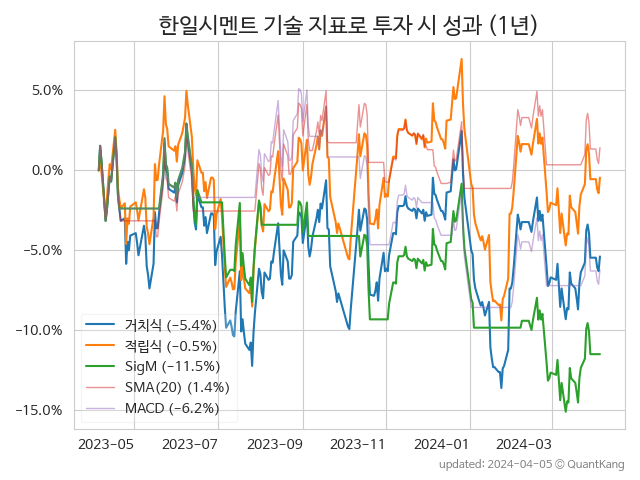 한일시멘트 기술 지표로 투자 시 성과 (1년)
5.0%
0.0%
−5.0%
−10.0%
−15.0%
거치식 (−5.4%)
적립식 (−0.5%)
SigM (−11.5%)
SMA(20) (1.4%)
MACD (−6.2%)
2023−05 2023−07 2023−09 2023−11 2024−01 2024−03
updated: 2024−04−05 © QuantKang